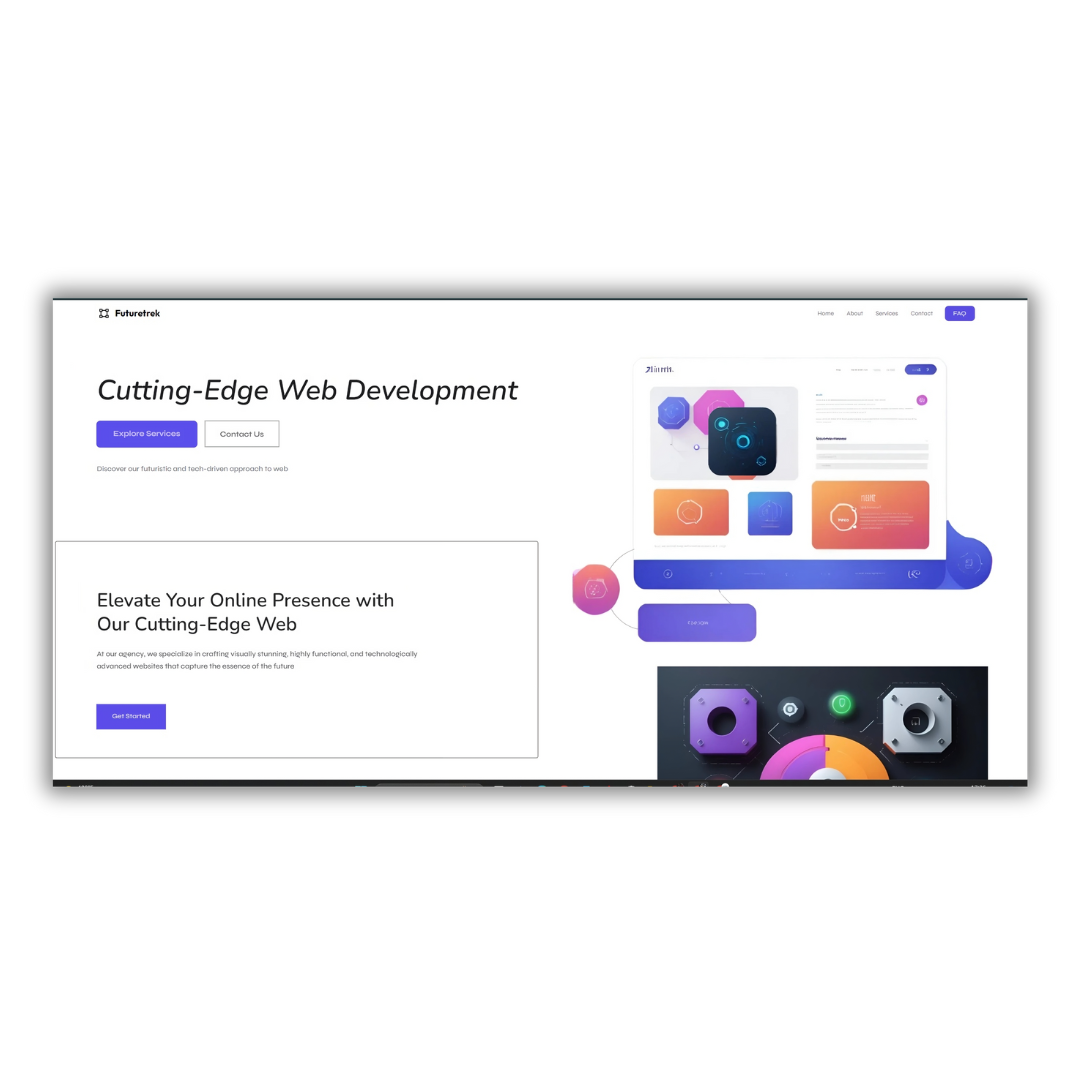 Futuretrek
Home About Services Contact FAQ
Cutting-Edge Web Development
Explore Services Contact Us
Discover our futuristic and tech-driven approach to web
Elevate Your Online Presence with
Our Cutting-Edge Web
At our agency, we specialize in crafting visually stunning, highly functional, and technologically
advanced websites that capture the essence of the future
Get Started